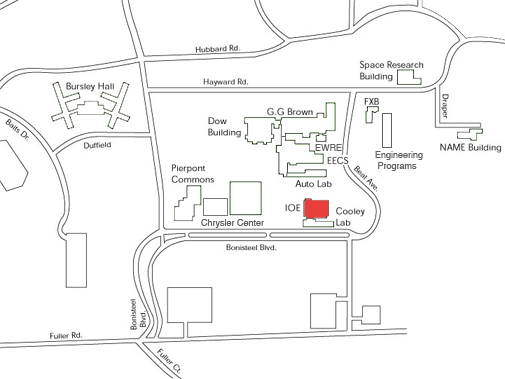 Hubbard Rd.
Space Research
Building
Hayward Rd.
Bursley Hall
FXB
Draper
G.G Brown
Dow
Building
Baits Dr.
EWRE
NAME Building
Duffield
EECS
Engineering
Programs
Pierpont
Commons
Beal Ave.
Auto Lab
IOE
Cooley
Lab
Chrysler Center
Bonisteel Blvd.
Bonisteel
Blvd.
Fuller Rd.
Fuller Ct.